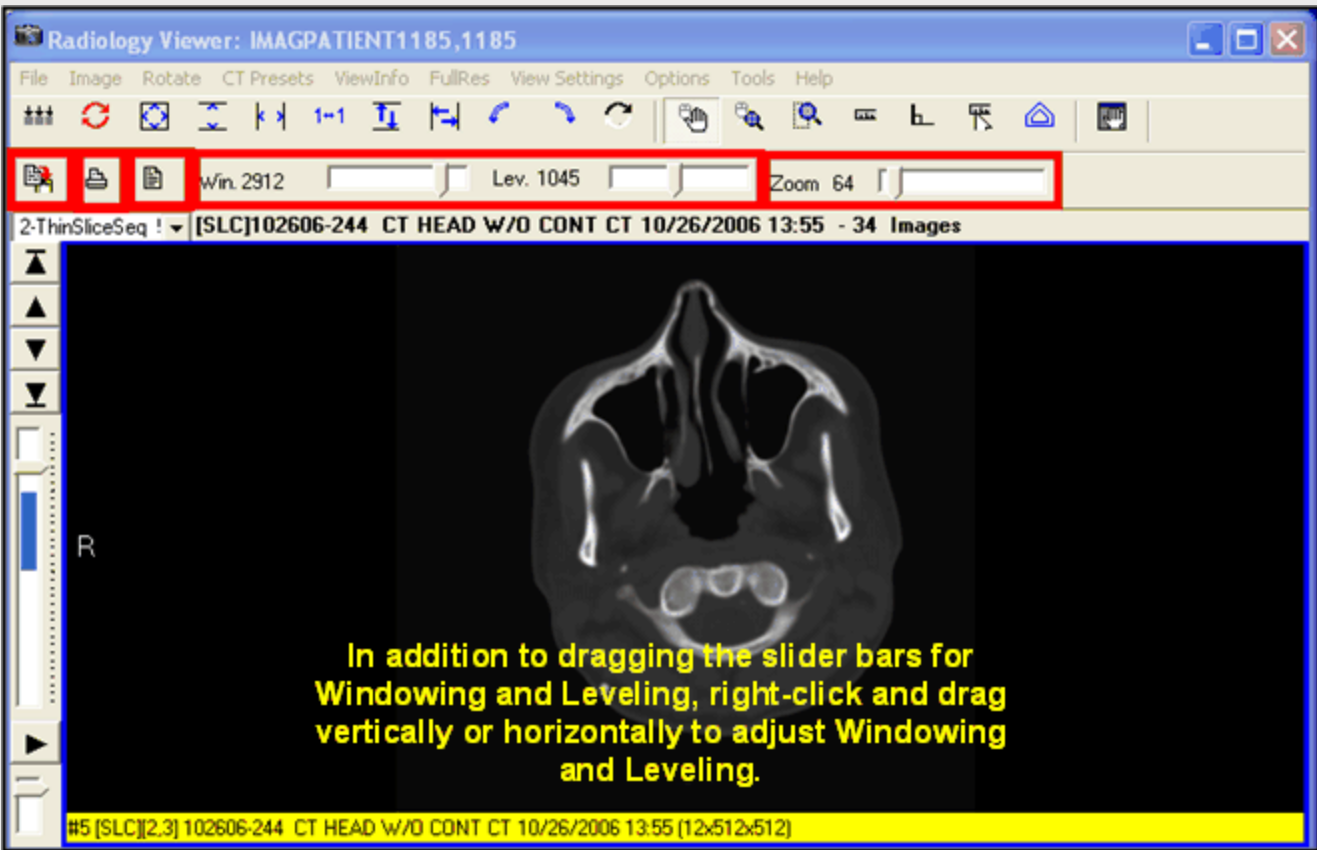 Radiology Viewer: IMAGPATIENT1185,1185
File Image Rotate CT Presets ViewInfo FullRes View Settings Options Tools Help
1↔1
Win. 2912 Lev. 1045 Zoom 64
2-ThinSliceSeq ! [SLC]102606-244 CT HEAD W/O CONT CT 10/26/2006 13:55 - 34 Images
R
In addition to dragging the slider bars for
Windowing and Leveling, right-click and drag
vertically or horizontally to adjust Windowing
and Leveling.
#5 [SLC][2,3] 102606-244 CT HEAD W/O CONT CT 10/26/2006 13:55 (12x512x512)